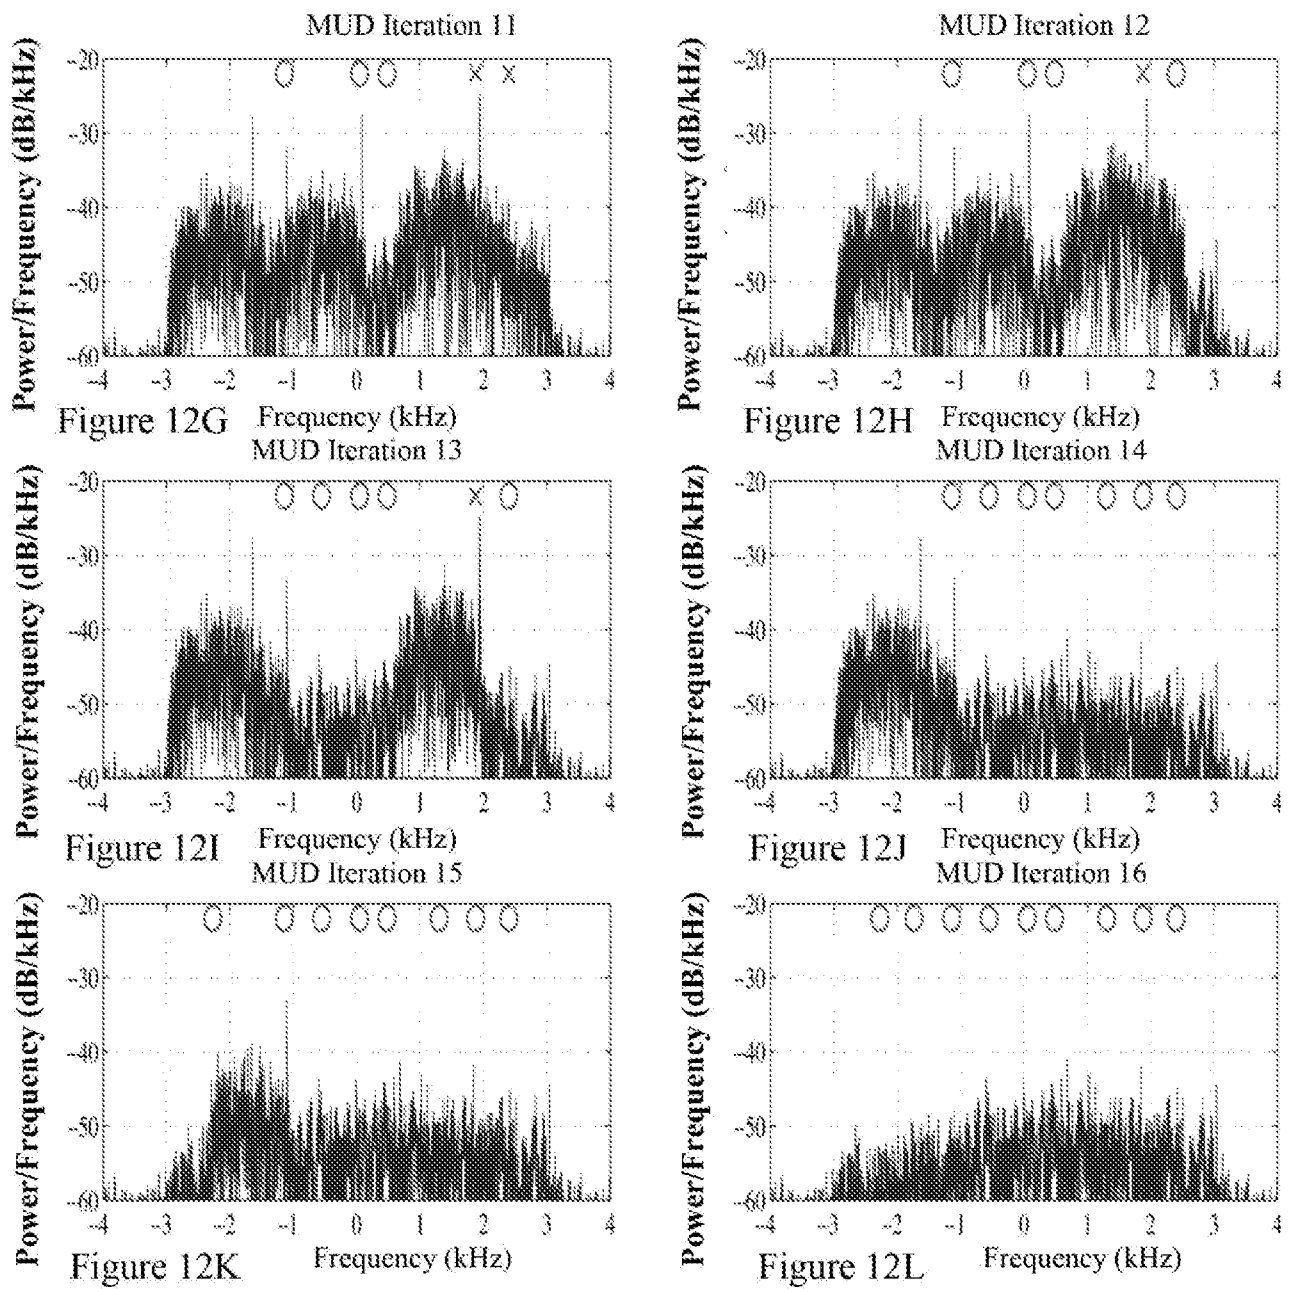 MUD Iteration 11
Power/Frequency (dB/kHz)
-20
O O O × ×
-30
-40
-50
-60
-4 -3 -2 -1 0 1 2 3 4
Figure 12G Frequency (kHz)
MUD Iteration 12
Power/Frequency (dB/kHz)
-20
O O O × O
-30
-40
-50
-60
-4 -3 -2 -1 0 1 2 3 4
Figure 12H Frequency (kHz)
MUD Iteration 13
Power/Frequency (dB/kHz)
-20
O O O O × O
-30
-40
-50
-60
-4 -3 -2 -1 0 1 2 3 4
Figure 12I Frequency (kHz)
MUD Iteration 14
Power/Frequency (dB/kHz)
-20
O O O O O O O
-30
-40
-50
-60
-4 -3 -2 -1 0 1 2 3 4
Figure 12J Frequency (kHz)
MUD Iteration 15
Power/Frequency (dB/kHz)
-20
O O O O O O O O
-30
-40
-50
-60
-4 -3 -2 -1 0 1 2 3 4
Figure 12K Frequency (kHz)
MUD Iteration 16
Power/Frequency (dB/kHz)
-20
O O O O O O O O O
-30
-40
-50
-60
-4 -3 -2 -1 0 1 2 3 4
Figure 12L Frequency (kHz)